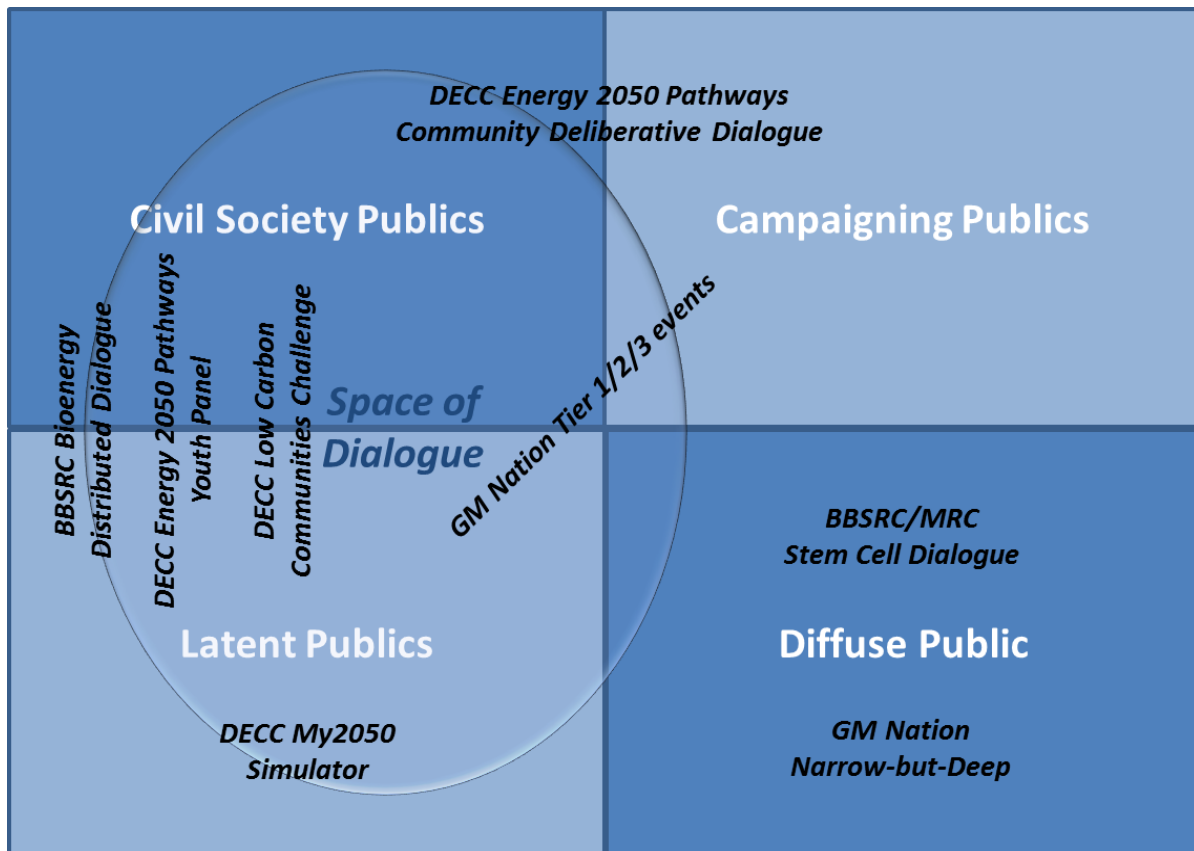 DECC Energy 2050 Pathways
Community Deliberative Dialogue
Civil Society Publics
Campaigning Publics
BBSRC Bioenergy
Distributed Dialogue
DECC Energy 2050 Pathways
Youth Panel
DECC Low Carbon
Communities Challenge
Space of
Dialogue
GM Nation Tier 1/2/3 events
BBSRC/MRC
Stem Cell Dialogue
Latent Publics
Diffuse Public
DECC My2050
Simulator
GM Nation
Narrow-but-Deep